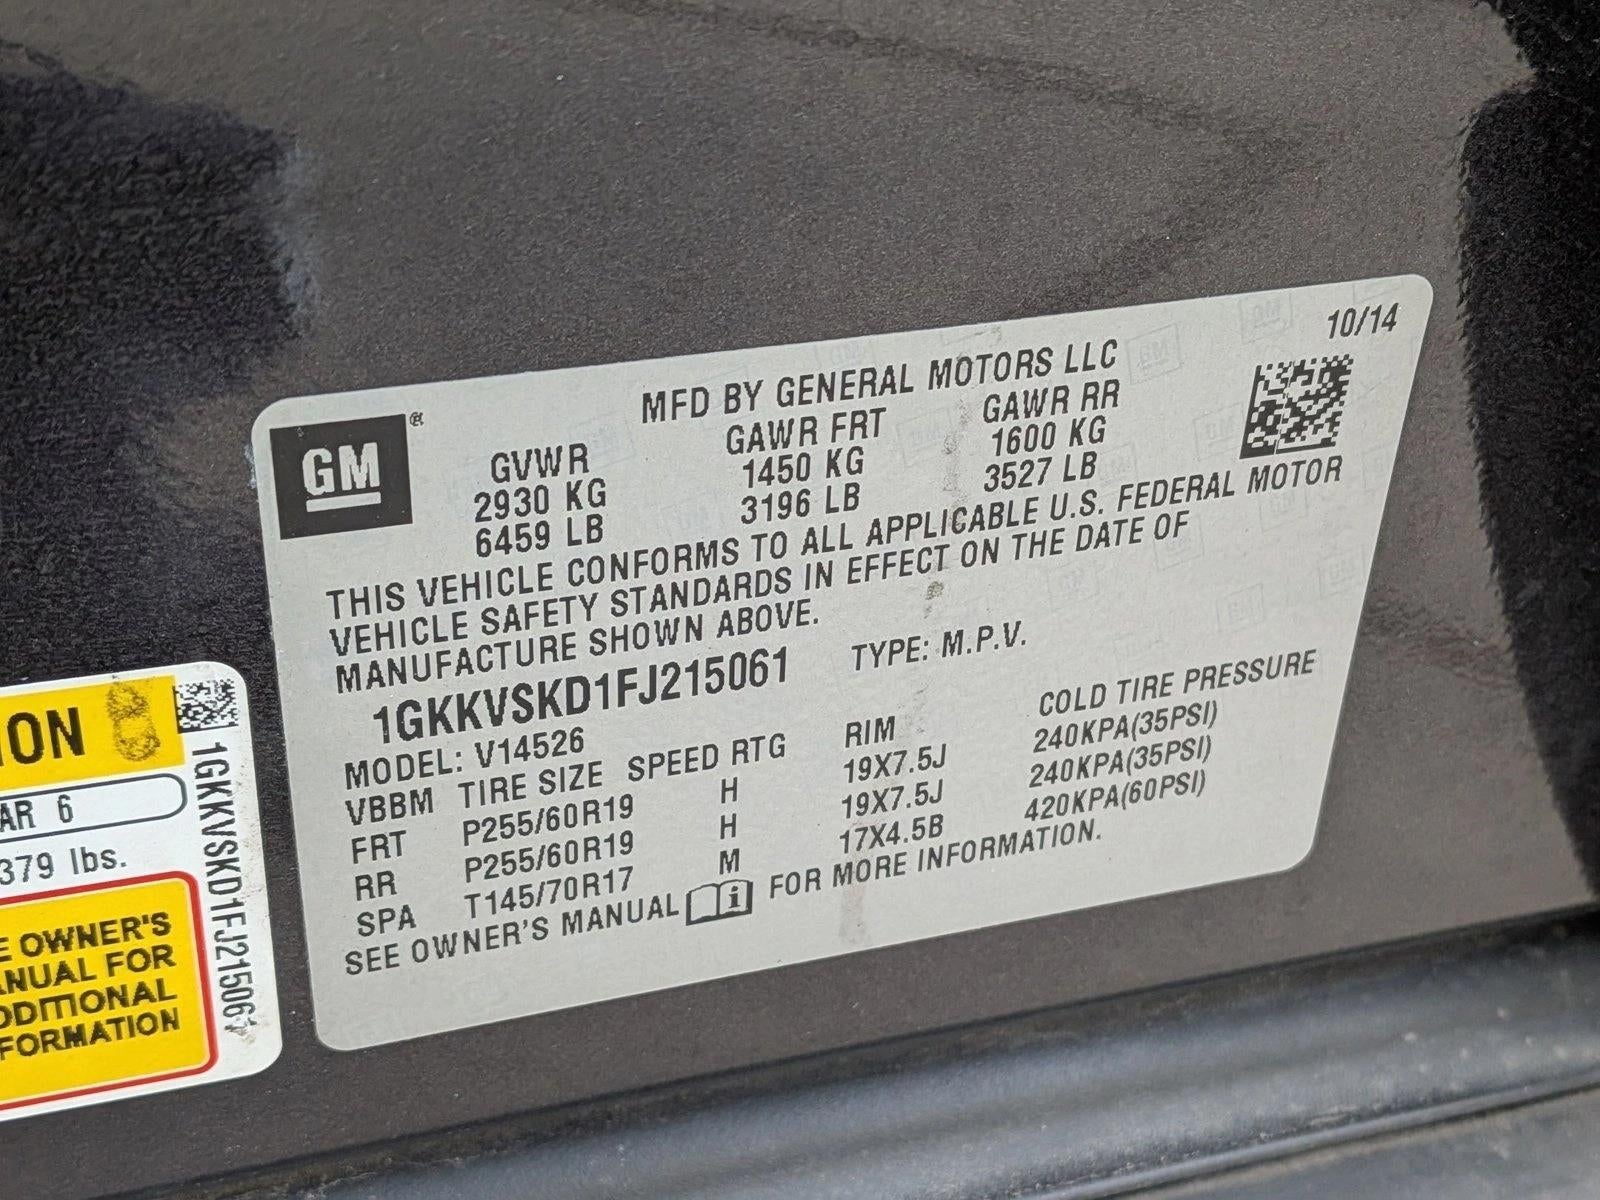 10/14
MFD BY GENERAL MOTORS LLC
GM ®
GVWR GAWR FRT GAWR RR
2930 KG 1450 KG 1600 KG
6459 LB 3196 LB 3527 LB
THIS VEHICLE CONFORMS TO ALL APPLICABLE U.S. FEDERAL MOTOR
VEHICLE SAFETY STANDARDS IN EFFECT ON THE DATE OF
MANUFACTURE SHOWN ABOVE.
1GKKVSKD1FJ215061 TYPE: M.P.V.
MODEL: V14526
VBBM TIRE SIZE SPEED RTG RIM COLD TIRE PRESSURE
FRT P255/60R19 H 19X7.5J 240KPA(35PSI)
RR P255/60R19 H 19X7.5J 240KPA(35PSI)
SPA T145/70R17 M 17X4.5B 420KPA(60PSI)
SEE OWNER'S MANUAL i FOR MORE INFORMATION.
ION
AR 6
379 lbs.
E OWNER'S
ANUAL FOR
DDITIONAL
FORMATION
1GKKVSKD1FJ215061